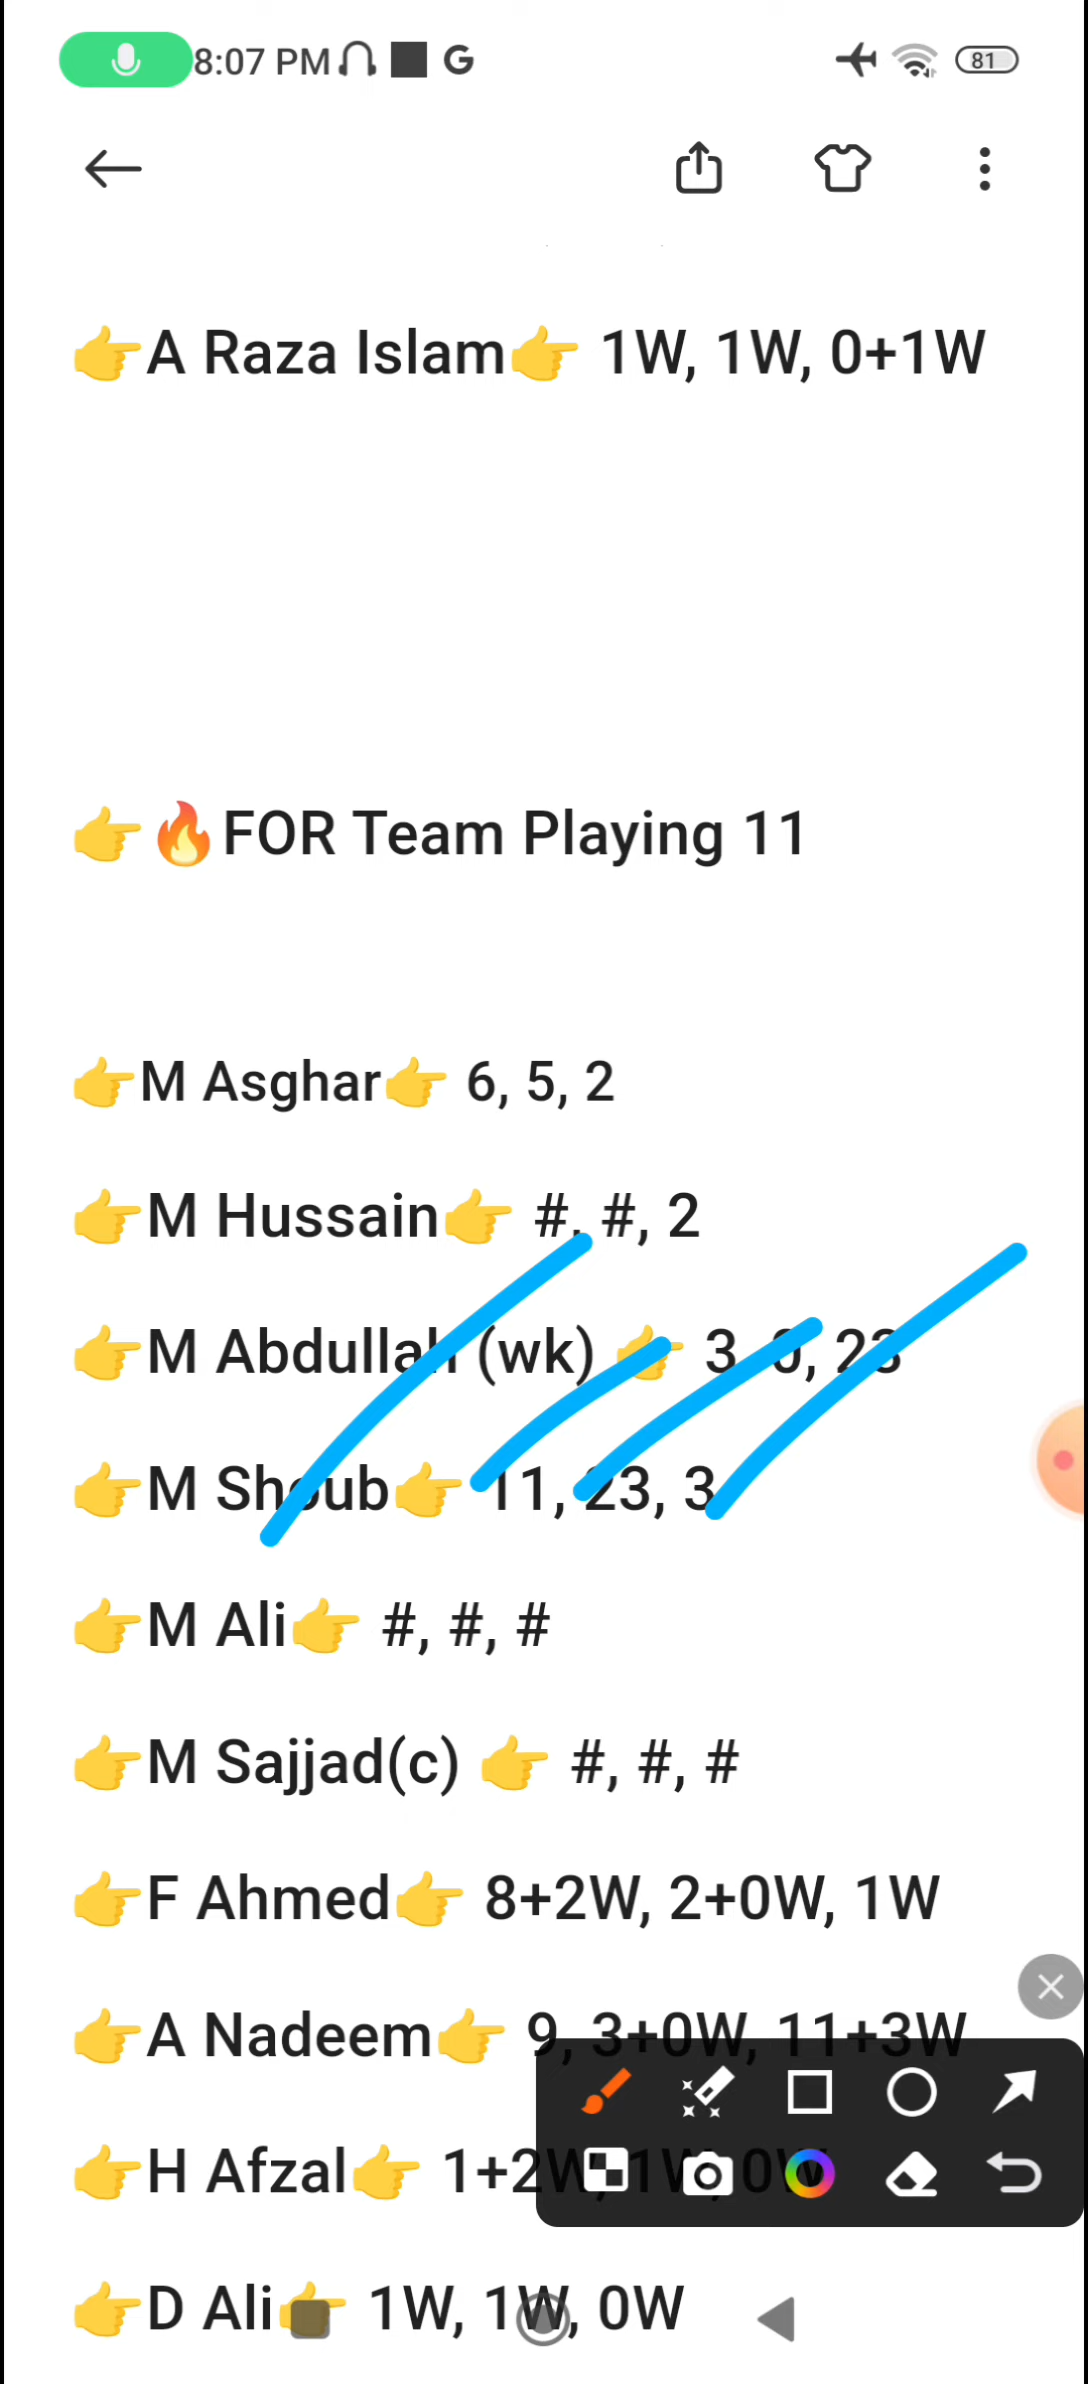 8:07 PM G 81
👉A Raza Islam👉 1W, 1W, 0+1W
👉🔥FOR Team Playing 11
👉M Asghar👉 6, 5, 2
👉M Hussain👉 #, #, 2
👉M Abdullah (wk) 👉 3, 0, 23
👉M Shoub👉 11, 23, 3
👉M Ali👉 #, #, #
👉M Sajjad(c) 👉 #, #, #
👉F Ahmed👉 8+2W, 2+0W, 1W
👉A Nadeem👉 9, 3+0W, 11+3W
👉H Afzal👉 1+2W, 1W, 0W
👉D Ali👉 1W, 1W, 0W